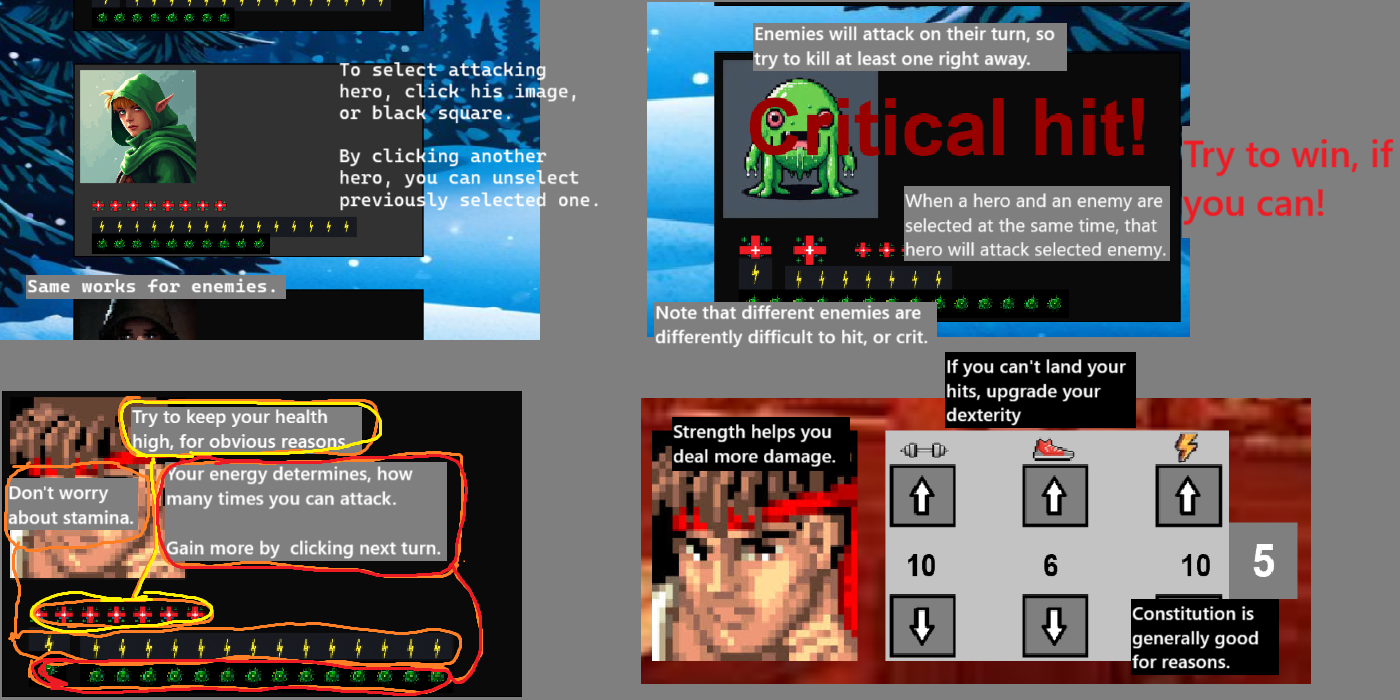 To select attacking
hero, click his image,
or black square.
By clicking another
hero, you can unselect
previously selected one.
Same works for enemies.
Enemies will attack on their turn, so
try to kill at least one right away.
Critical hit!
Try to win, if
you can!
When a hero and an enemy are
selected at the same time, that
hero will attack selected enemy.
Note that different enemies are
differently difficult to hit, or crit.
Try to keep your health
high, for obvious reasons.
Your energy determines, how
many times you can attack.
Gain more by clicking next turn.
Don't worry
about stamina.
If you can't land your
hits, upgrade your
dexterity
Strength helps you
deal more damage.
10 6 10 5
Constitution is
generally good
for reasons.